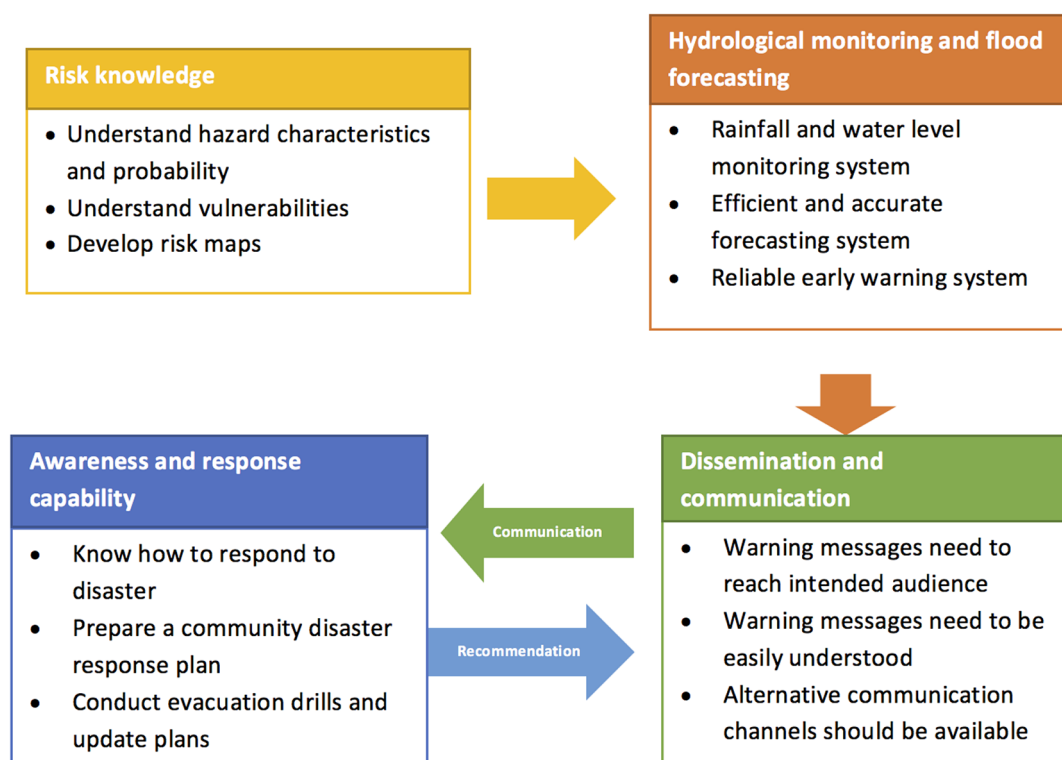 Risk knowledge
• Understand hazard characteristics
and probability
• Understand vulnerabilities
• Develop risk maps
Hydrological monitoring and flood
forecasting
• Rainfall and water level
monitoring system
• Efficient and accurate
forecasting system
• Reliable early warning system
Awareness and response
capability
• Know how to respond to
disaster
• Prepare a community disaster
response plan
• Conduct evacuation drills and
update plans
Communication
Recommendation
Dissemination and
communication
• Warning messages need to
reach intended audience
• Warning messages need to be
easily understood
• Alternative communication
channels should be available